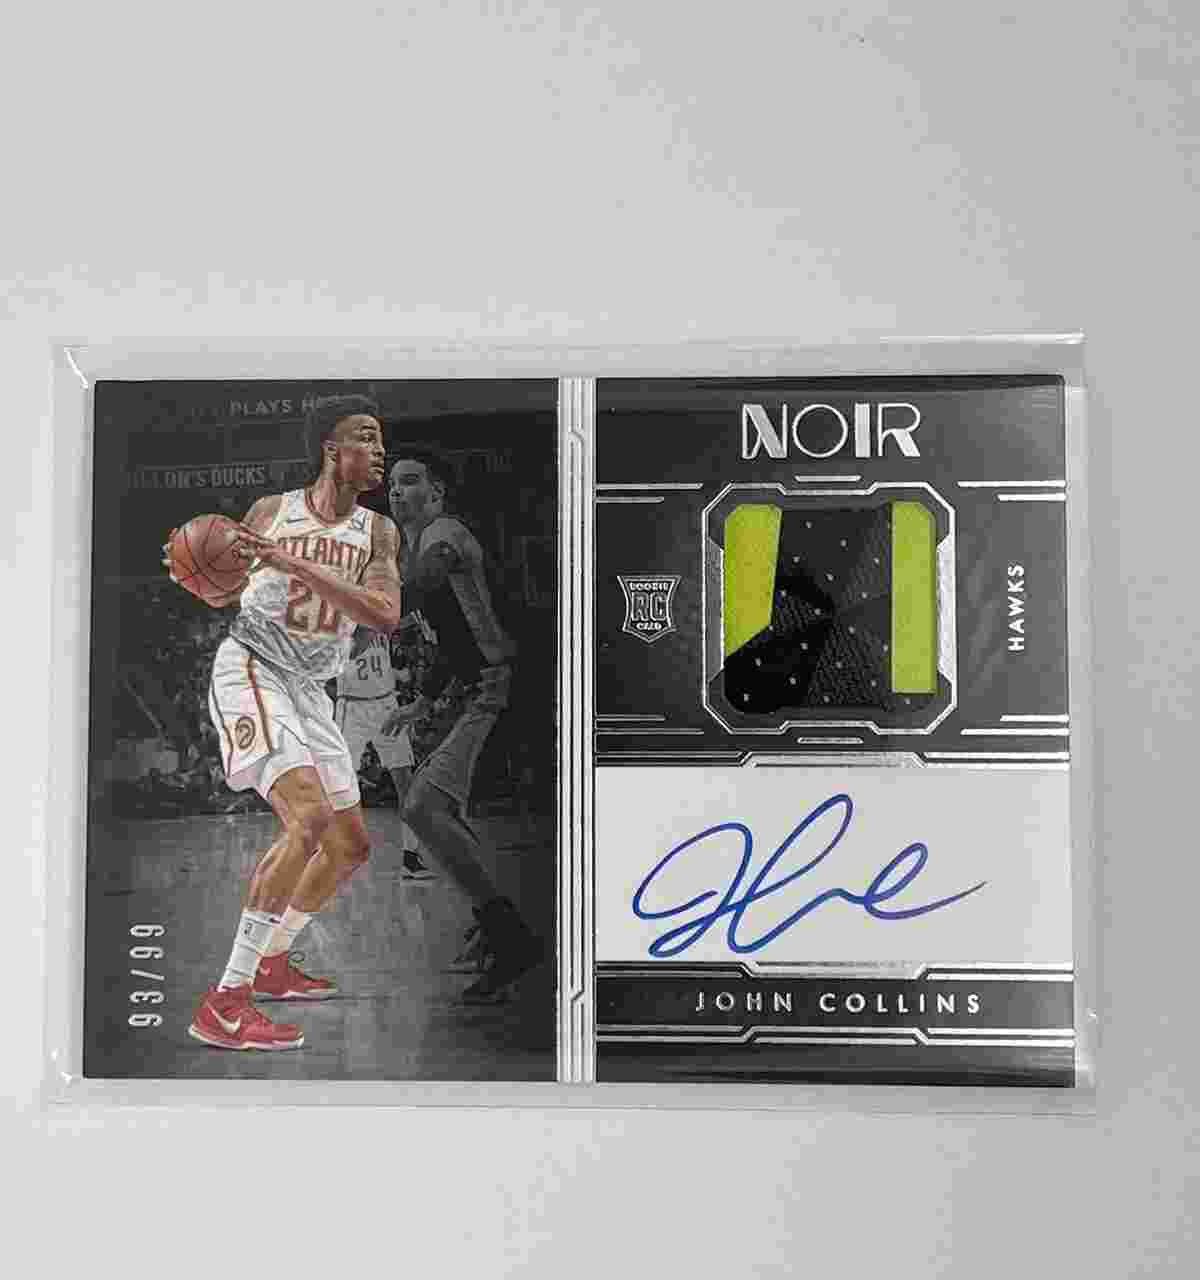 PLAYS H
LLON'S DUCKS
ATLANTA
20
24
93/99
NOIR
ROOKIE
RC
CARD
HAWKS
JOHN COLLINS